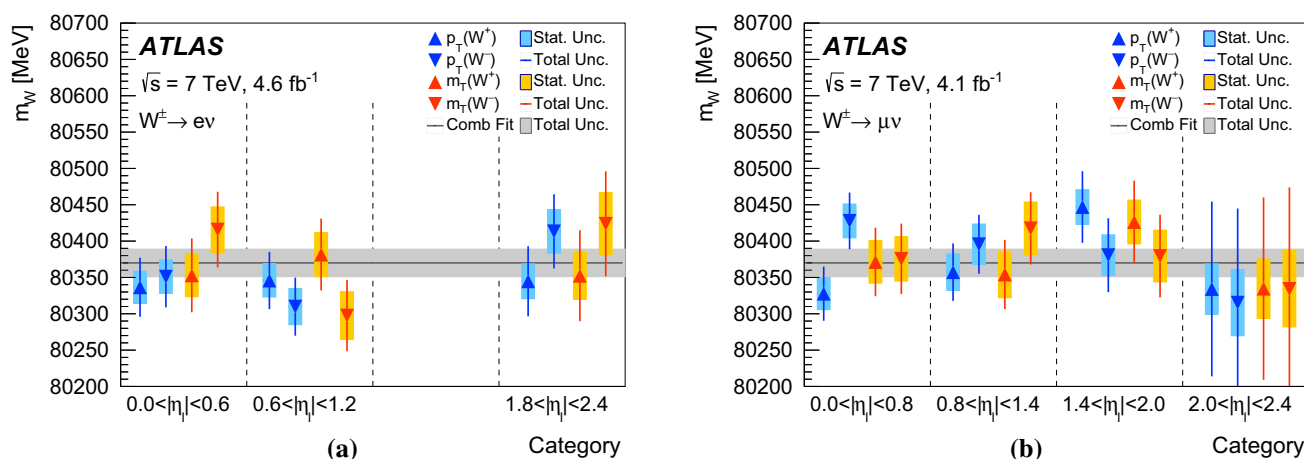 80700
80650
80600
80550
80500
80450
80400
80350
80300
80250
80200
m_W [MeV]
ATLAS
√s = 7 TeV, 4.6 fb⁻¹
W± → eν
p_T(W⁺) Stat. Unc.
p_T(W⁻) Total Unc.
m_T(W⁺) Stat. Unc.
m_T(W⁻) Total Unc.
Comb Fit Total Unc.
0.0<|η_l|<0.6 0.6<|η_l|<1.2 1.8<|η_l|<2.4
(a) Category
80700
80650
80600
80550
80500
80450
80400
80350
80300
80250
80200
m_W [MeV]
ATLAS
√s = 7 TeV, 4.1 fb⁻¹
W± → μν
p_T(W⁺) Stat. Unc.
p_T(W⁻) Total Unc.
m_T(W⁺) Stat. Unc.
m_T(W⁻) Total Unc.
Comb Fit Total Unc.
0.0<|η_l|<0.8 0.8<|η_l|<1.4 1.4<|η_l|<2.0 2.0<|η_l|<2.4
(b) Category